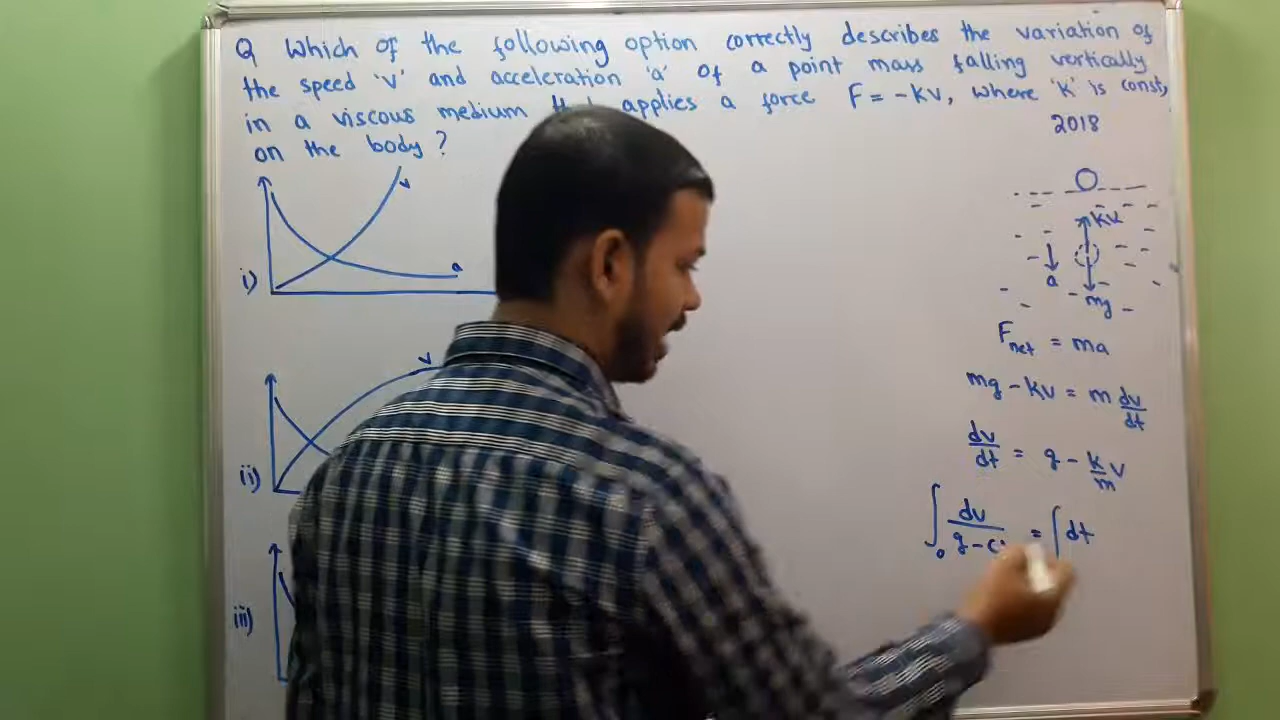 Q Which of the following option correctly describes the variation of
the speed 'v' and acceleration 'a' of a point mass falling vertically
in a viscous medium applies a force F = -KV, where 'K' is const,
on the body ? 2018
v
a
i)
KV
a
mg
F net = ma
v
ii)
mg - KV = m dv/dt
dv/dt = g - K/m V
iii)
∫ 0 dv = ∫ dt